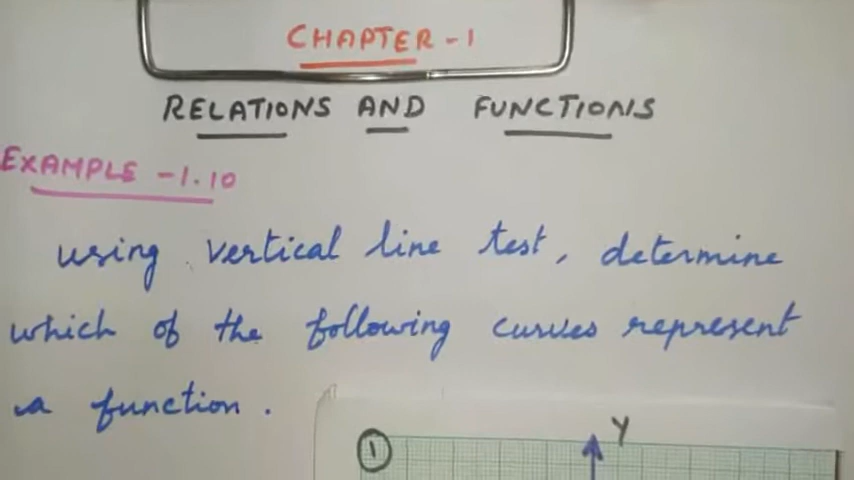 CHAPTER - 1
RELATIONS AND FUNCTIONS
EXAMPLE - 1.10
using vertical line test, determine
which of the following curves represent
a function.
① Y